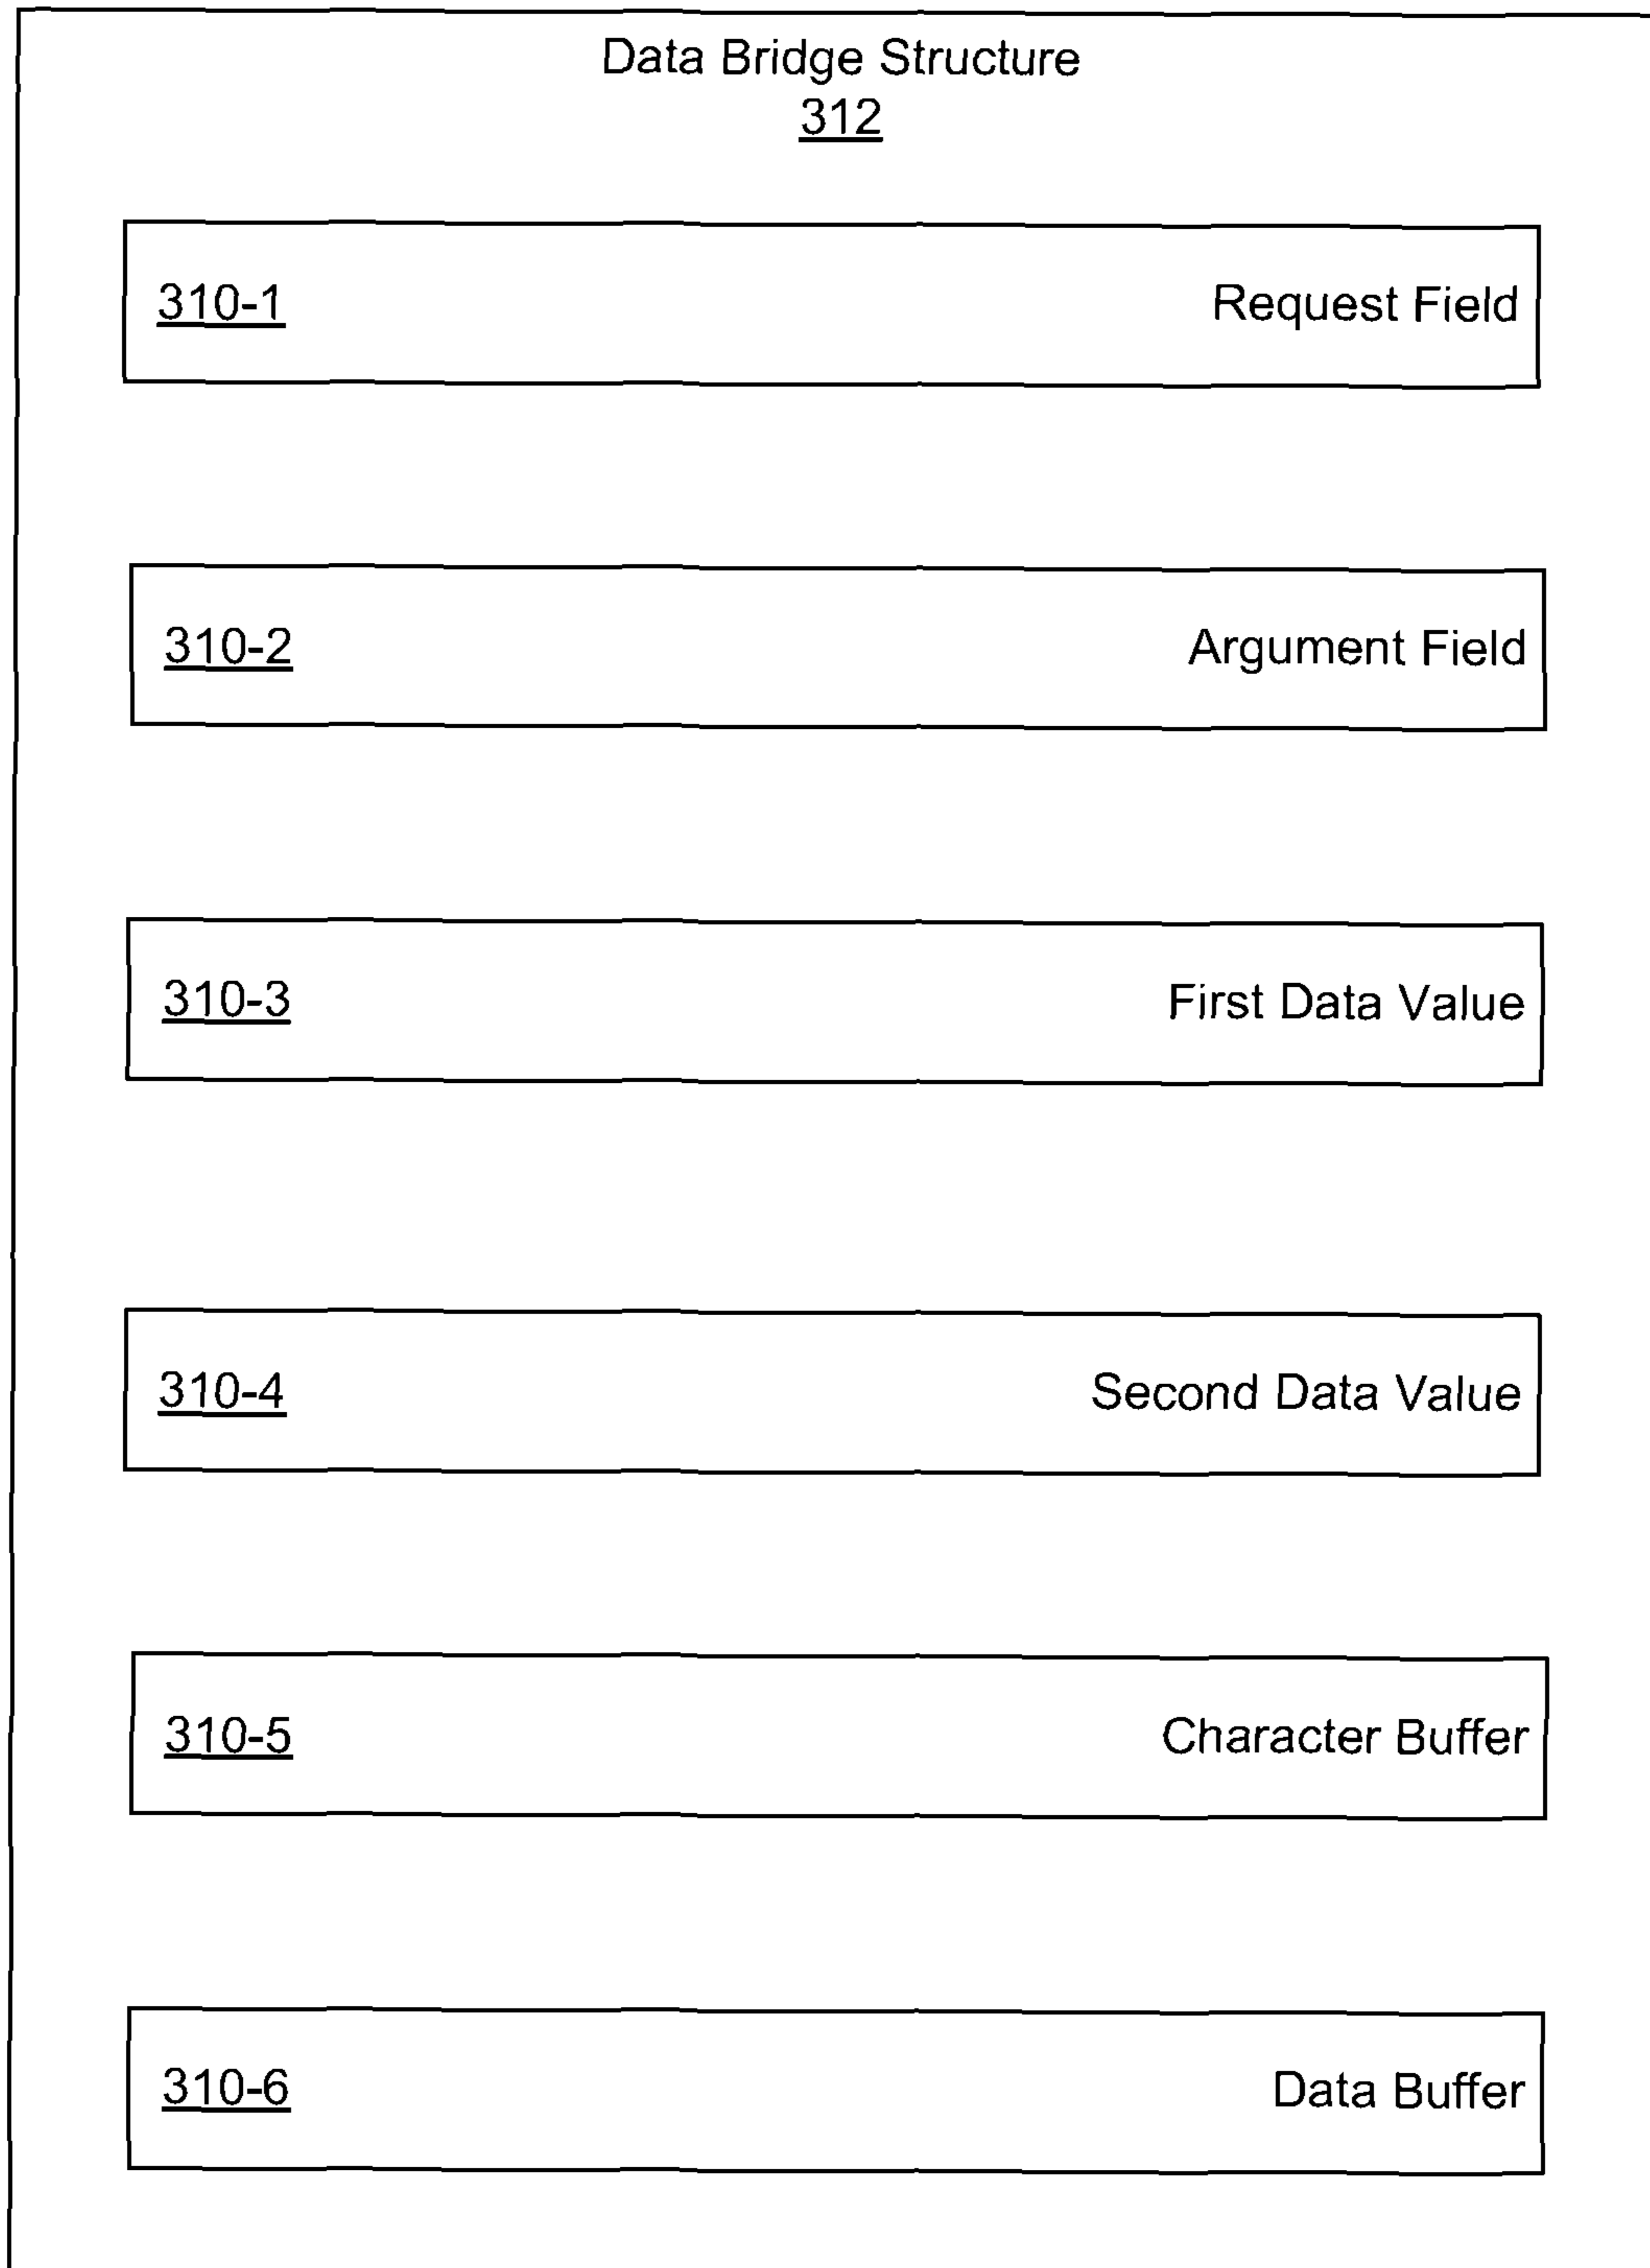 Data Bridge Structure
312
310-1 Request Field
310-2 Argument Field
310-3 First Data Value
310-4 Second Data Value
310-5 Character Buffer
310-6 Data Buffer